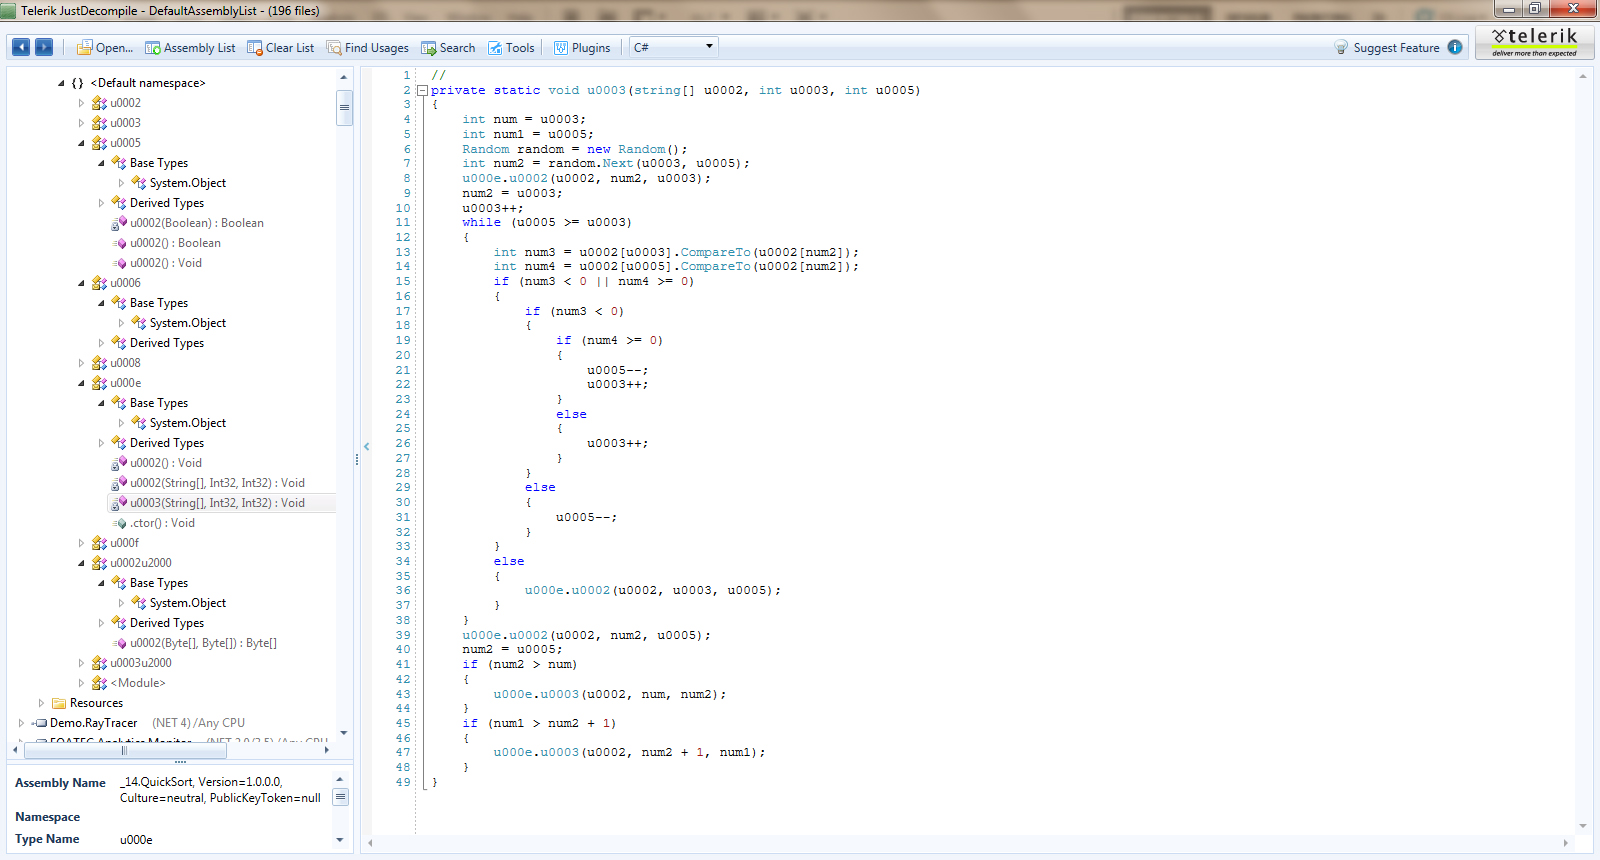 Telerik JustDecompile - DefaultAssemblyList - (196 files)
Open... Assembly List Clear List Find Usages Search Tools Plugins C# Suggest Feature telerik
deliver more than expected
{} <Default namespace>
u0002
u0003
u0005
Base Types
System.Object
Derived Types
u0002(Boolean) : Boolean
u0002() : Boolean
u0002() : Void
u0006
Base Types
System.Object
Derived Types
u0008
u000e
Base Types
System.Object
Derived Types
u0002() : Void
u0002(String[], Int32, Int32) : Void
u0003(String[], Int32, Int32) : Void
.ctor() : Void
u000f
u0002u2000
Base Types
System.Object
Derived Types
u0002(Byte[], Byte[]) : Byte[]
u0003u2000
<Module>
Resources
Demo.RayTracer (NET 4) /Any CPU
EQATEC Analytics Monitor (NET 2.0/3.5) /Any CPU
Assembly Name _14.QuickSort, Version=1.0.0.0,
Culture=neutral, PublicKeyToken=null
Namespace
Type Name u000e
1 //
2 private static void u0003(string[] u0002, int u0003, int u0005)
3 {
4 int num = u0003;
5 int num1 = u0005;
6 Random random = new Random();
7 int num2 = random.Next(u0003, u0005);
8 u000e.u0002(u0002, num2, u0003);
9 num2 = u0003;
10 u0003++;
11 while (u0005 >= u0003)
12 {
13 int num3 = u0002[u0003].CompareTo(u0002[num2]);
14 int num4 = u0002[u0005].CompareTo(u0002[num2]);
15 if (num3 < 0 || num4 >= 0)
16 {
17 if (num3 < 0)
18 {
19 if (num4 >= 0)
20 {
21 u0005--;
22 u0003++;
23 }
24 else
25 {
26 u0003++;
27 }
28 }
29 else
30 {
31 u0005--;
32 }
33 }
34 else
35 {
36 u000e.u0002(u0002, u0003, u0005);
37 }
38 }
39 u000e.u0002(u0002, num2, u0005);
40 num2 = u0005;
41 if (num2 > num)
42 {
43 u000e.u0003(u0002, num, num2);
44 }
45 if (num1 > num2 + 1)
46 {
47 u000e.u0003(u0002, num2 + 1, num1);
48 }
49 }